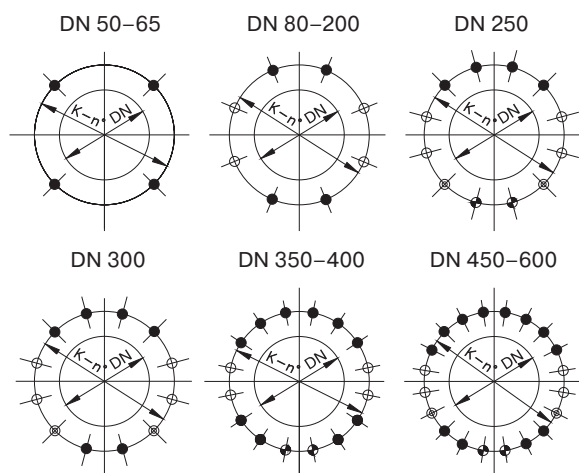 DN 50–65
DN 80–200
DN 250
K–n° DN
K–n° DN
K–n° DN
DN 300
DN 350–400
DN 450–600
K–n° DN
K–n° DN
K–n° DN